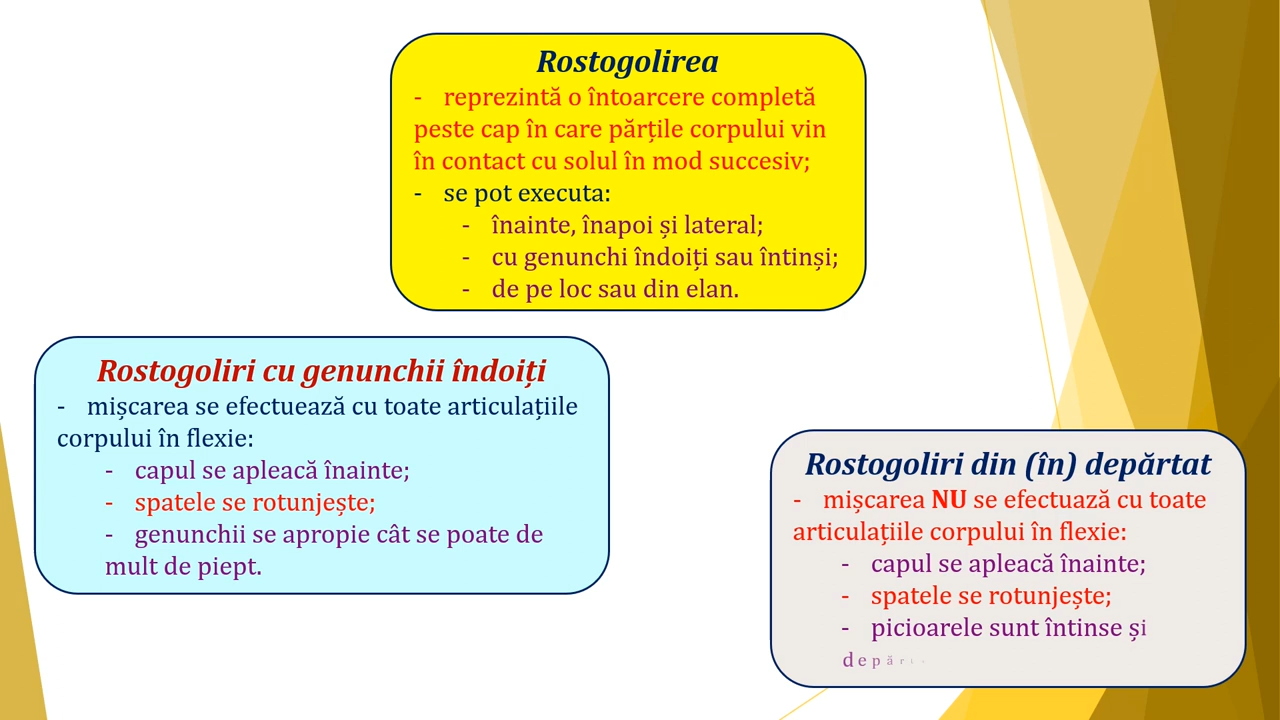 Rostogolirea
- reprezintă o întoarcere completă
peste cap în care părțile corpului vin
în contact cu solul în mod succesiv;
- se pot executa:
- înainte, înapoi și lateral;
- cu genunchi îndoiți sau întinși;
- de pe loc sau din elan.
Rostogoliri cu genunchii îndoiți
- mișcarea se efectuează cu toate articulațiile
corpului în flexie:
- capul se apleacă înainte;
- spatele se rotunjește;
- genunchii se apropie cât se poate de
mult de piept.
Rostogoliri din (în) depărtat
- mișcarea NU se efectuază cu toate
articulațiile corpului în flexie:
- capul se apleacă înainte;
- spatele se rotunjește;
- picioarele sunt întinse și